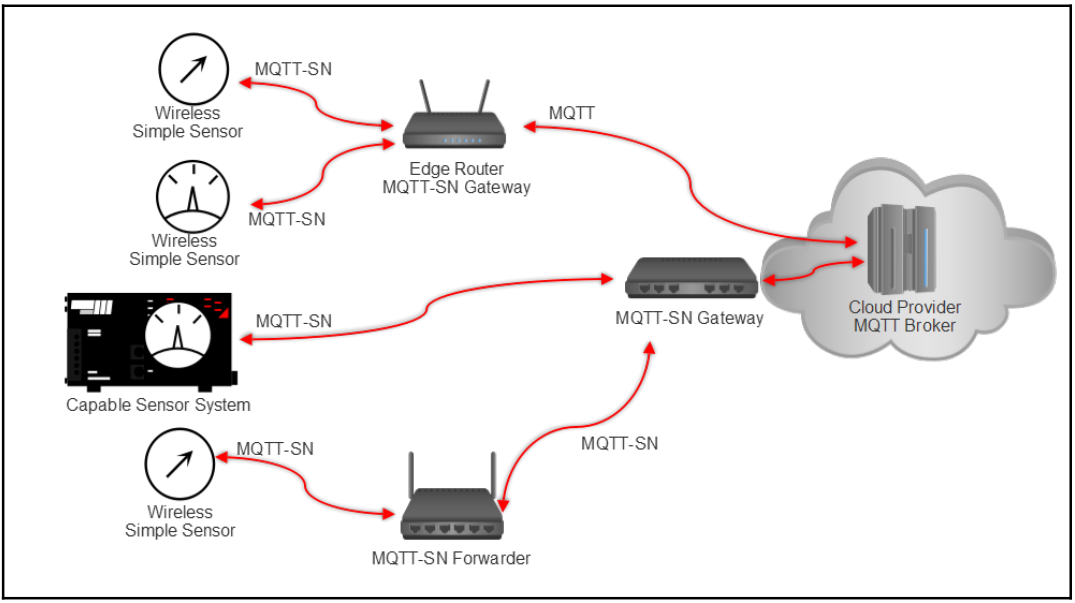 MQTT-SN
Wireless
Simple Sensor
MQTT
Edge Router
MQTT-SN Gateway
MQTT-SN
Wireless
Simple Sensor
MQTT-SN Gateway
Cloud Provider
MQTT Broker
MQTT-SN
Capable Sensor System
MQTT-SN
MQTT-SN
Wireless
Simple Sensor
MQTT-SN Forwarder